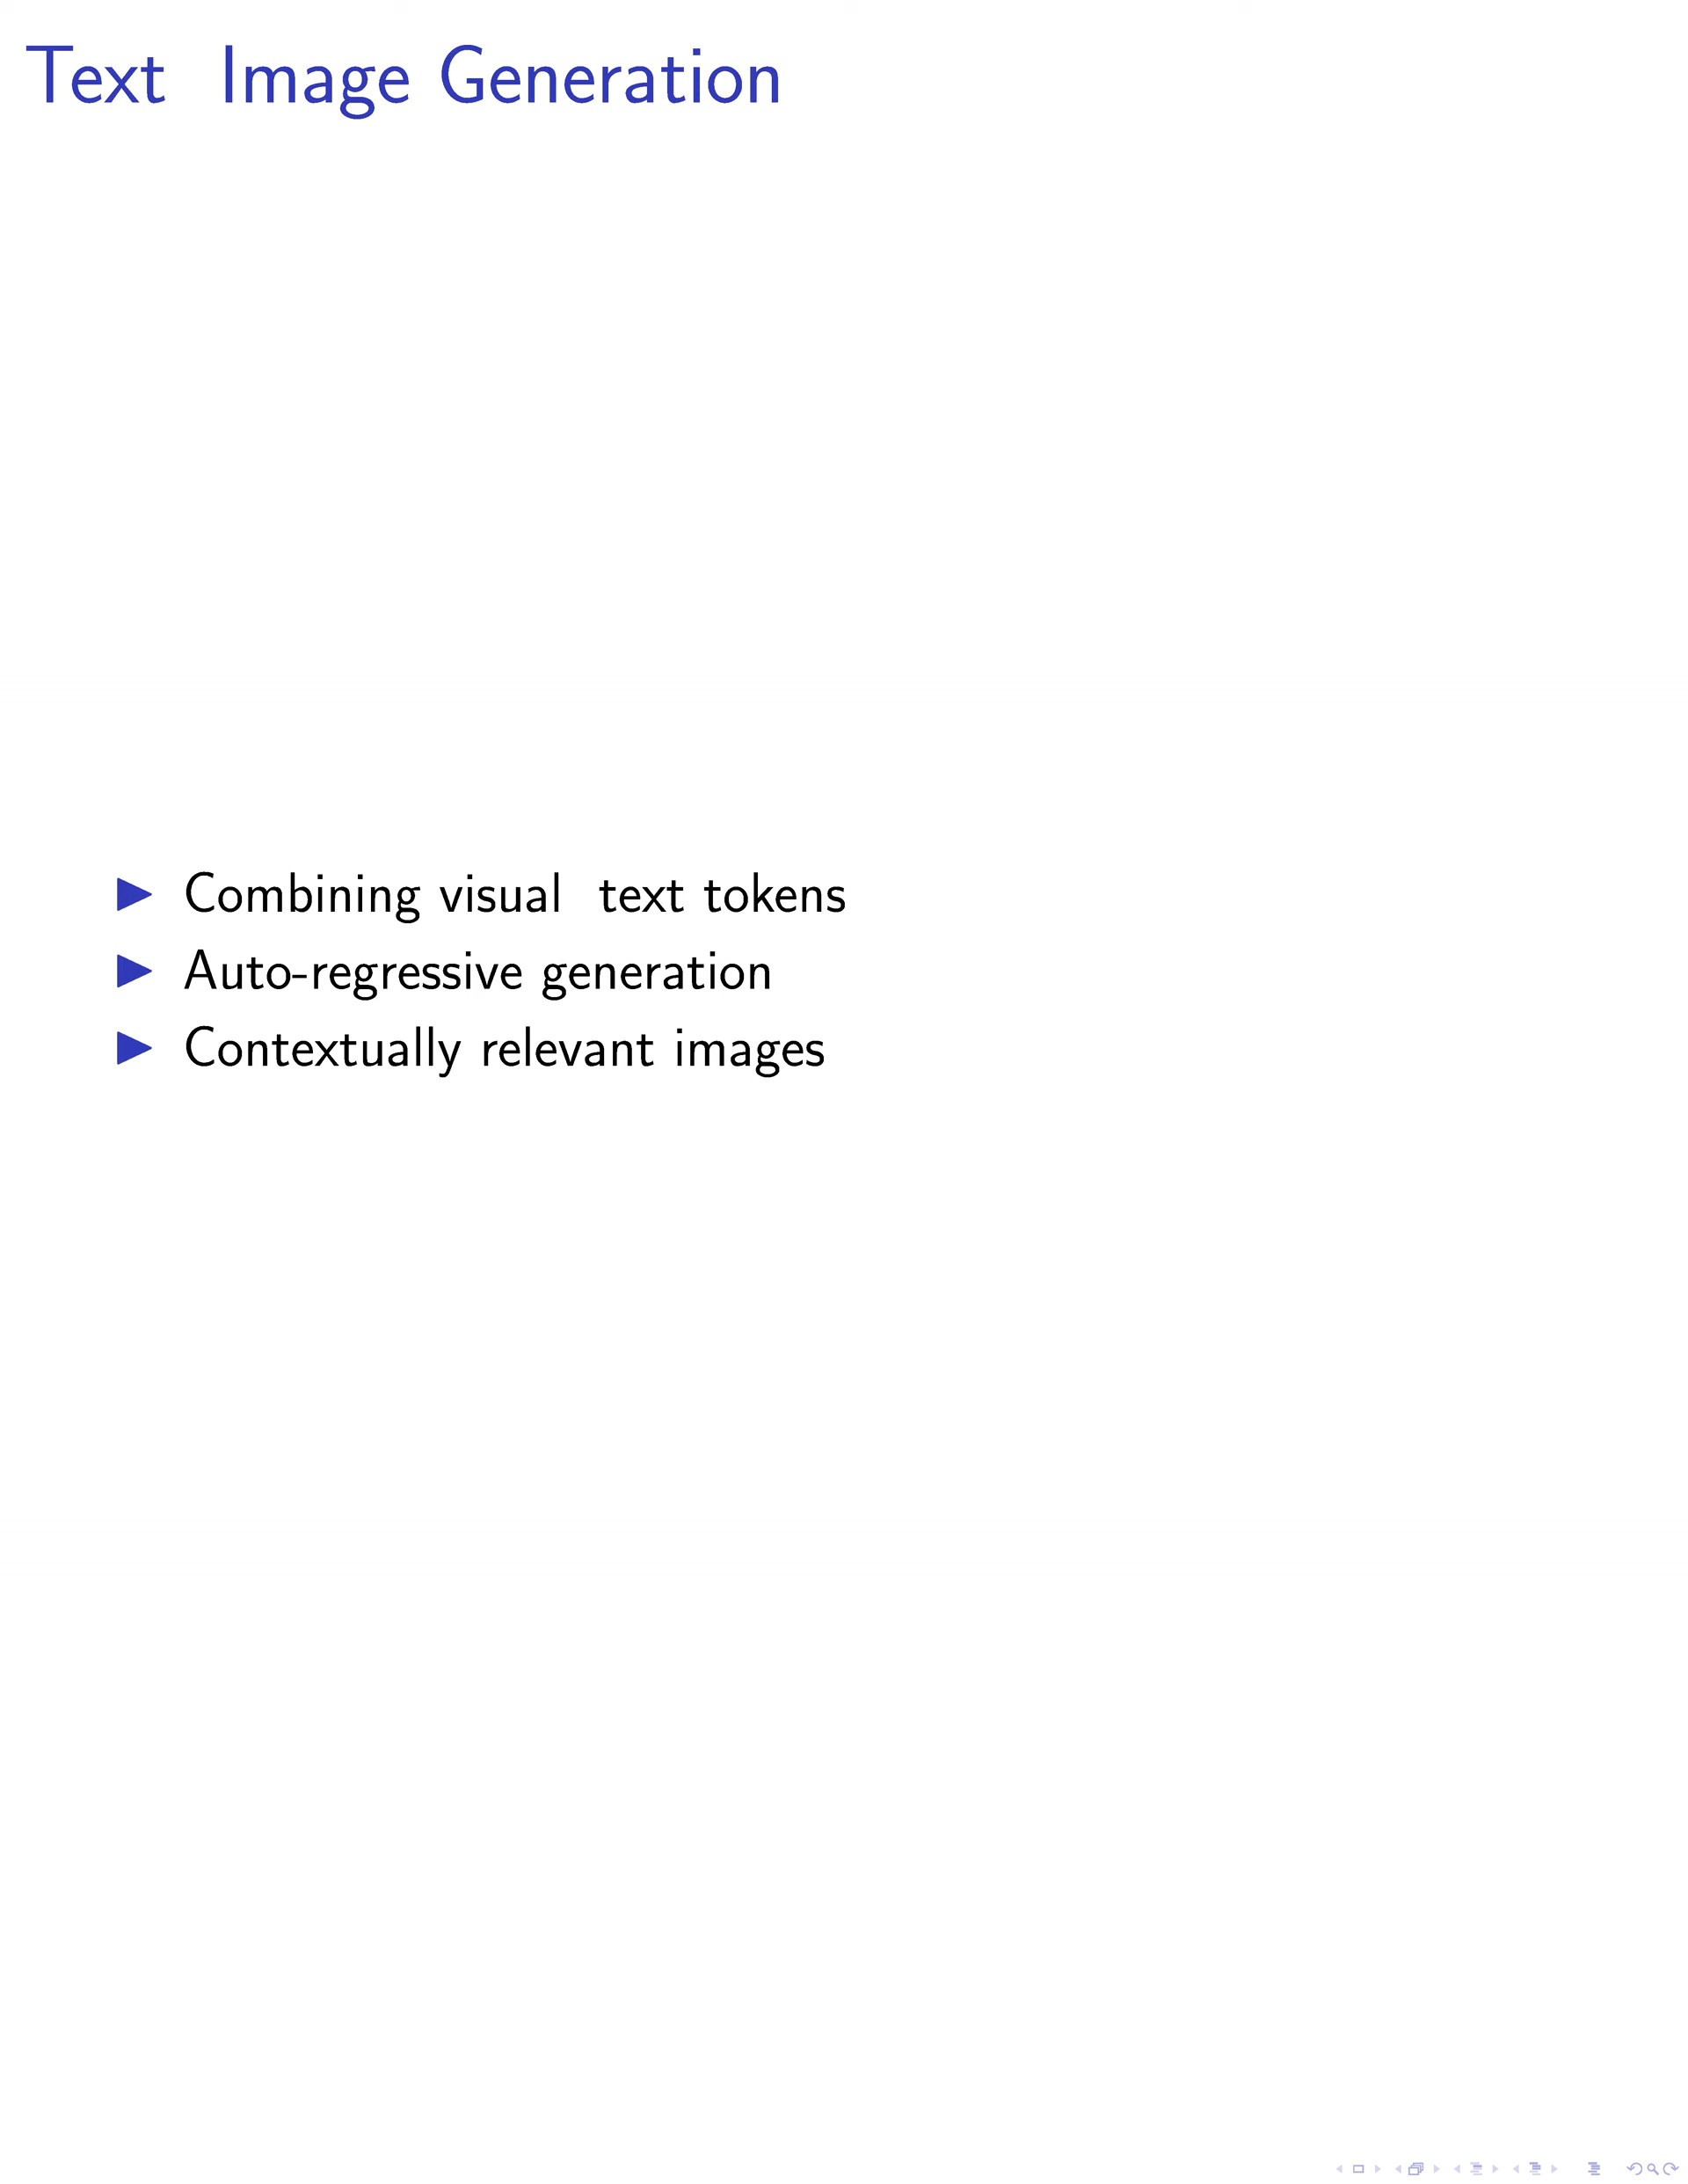 Text Image Generation
Combining visual text tokens
Auto-regressive generation
Contextually relevant images